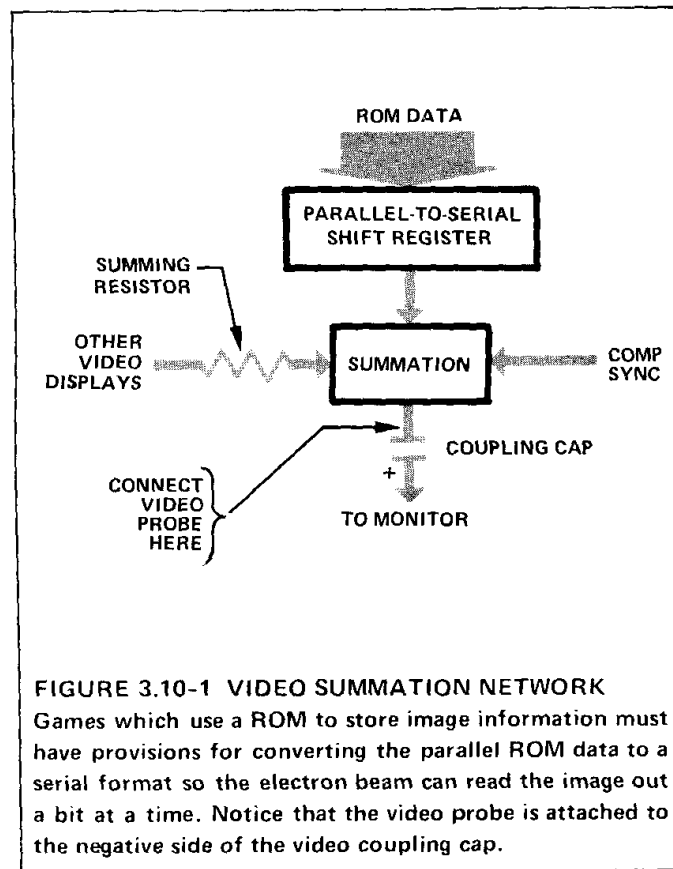 ROM DATA
PARALLEL-TO-SERIAL
SHIFT REGISTER
SUMMING
RESISTOR
OTHER
VIDEO
DISPLAYS
SUMMATION
COMP
SYNC
COUPLING CAP
+
CONNECT
VIDEO
PROBE
HERE
TO MONITOR
FIGURE 3.10-1 VIDEO SUMMATION NETWORK
Games which use a ROM to store image information must
have provisions for converting the parallel ROM data to a
serial format so the electron beam can read the image out
a bit at a time. Notice that the video probe is attached to
the negative side of the video coupling cap.